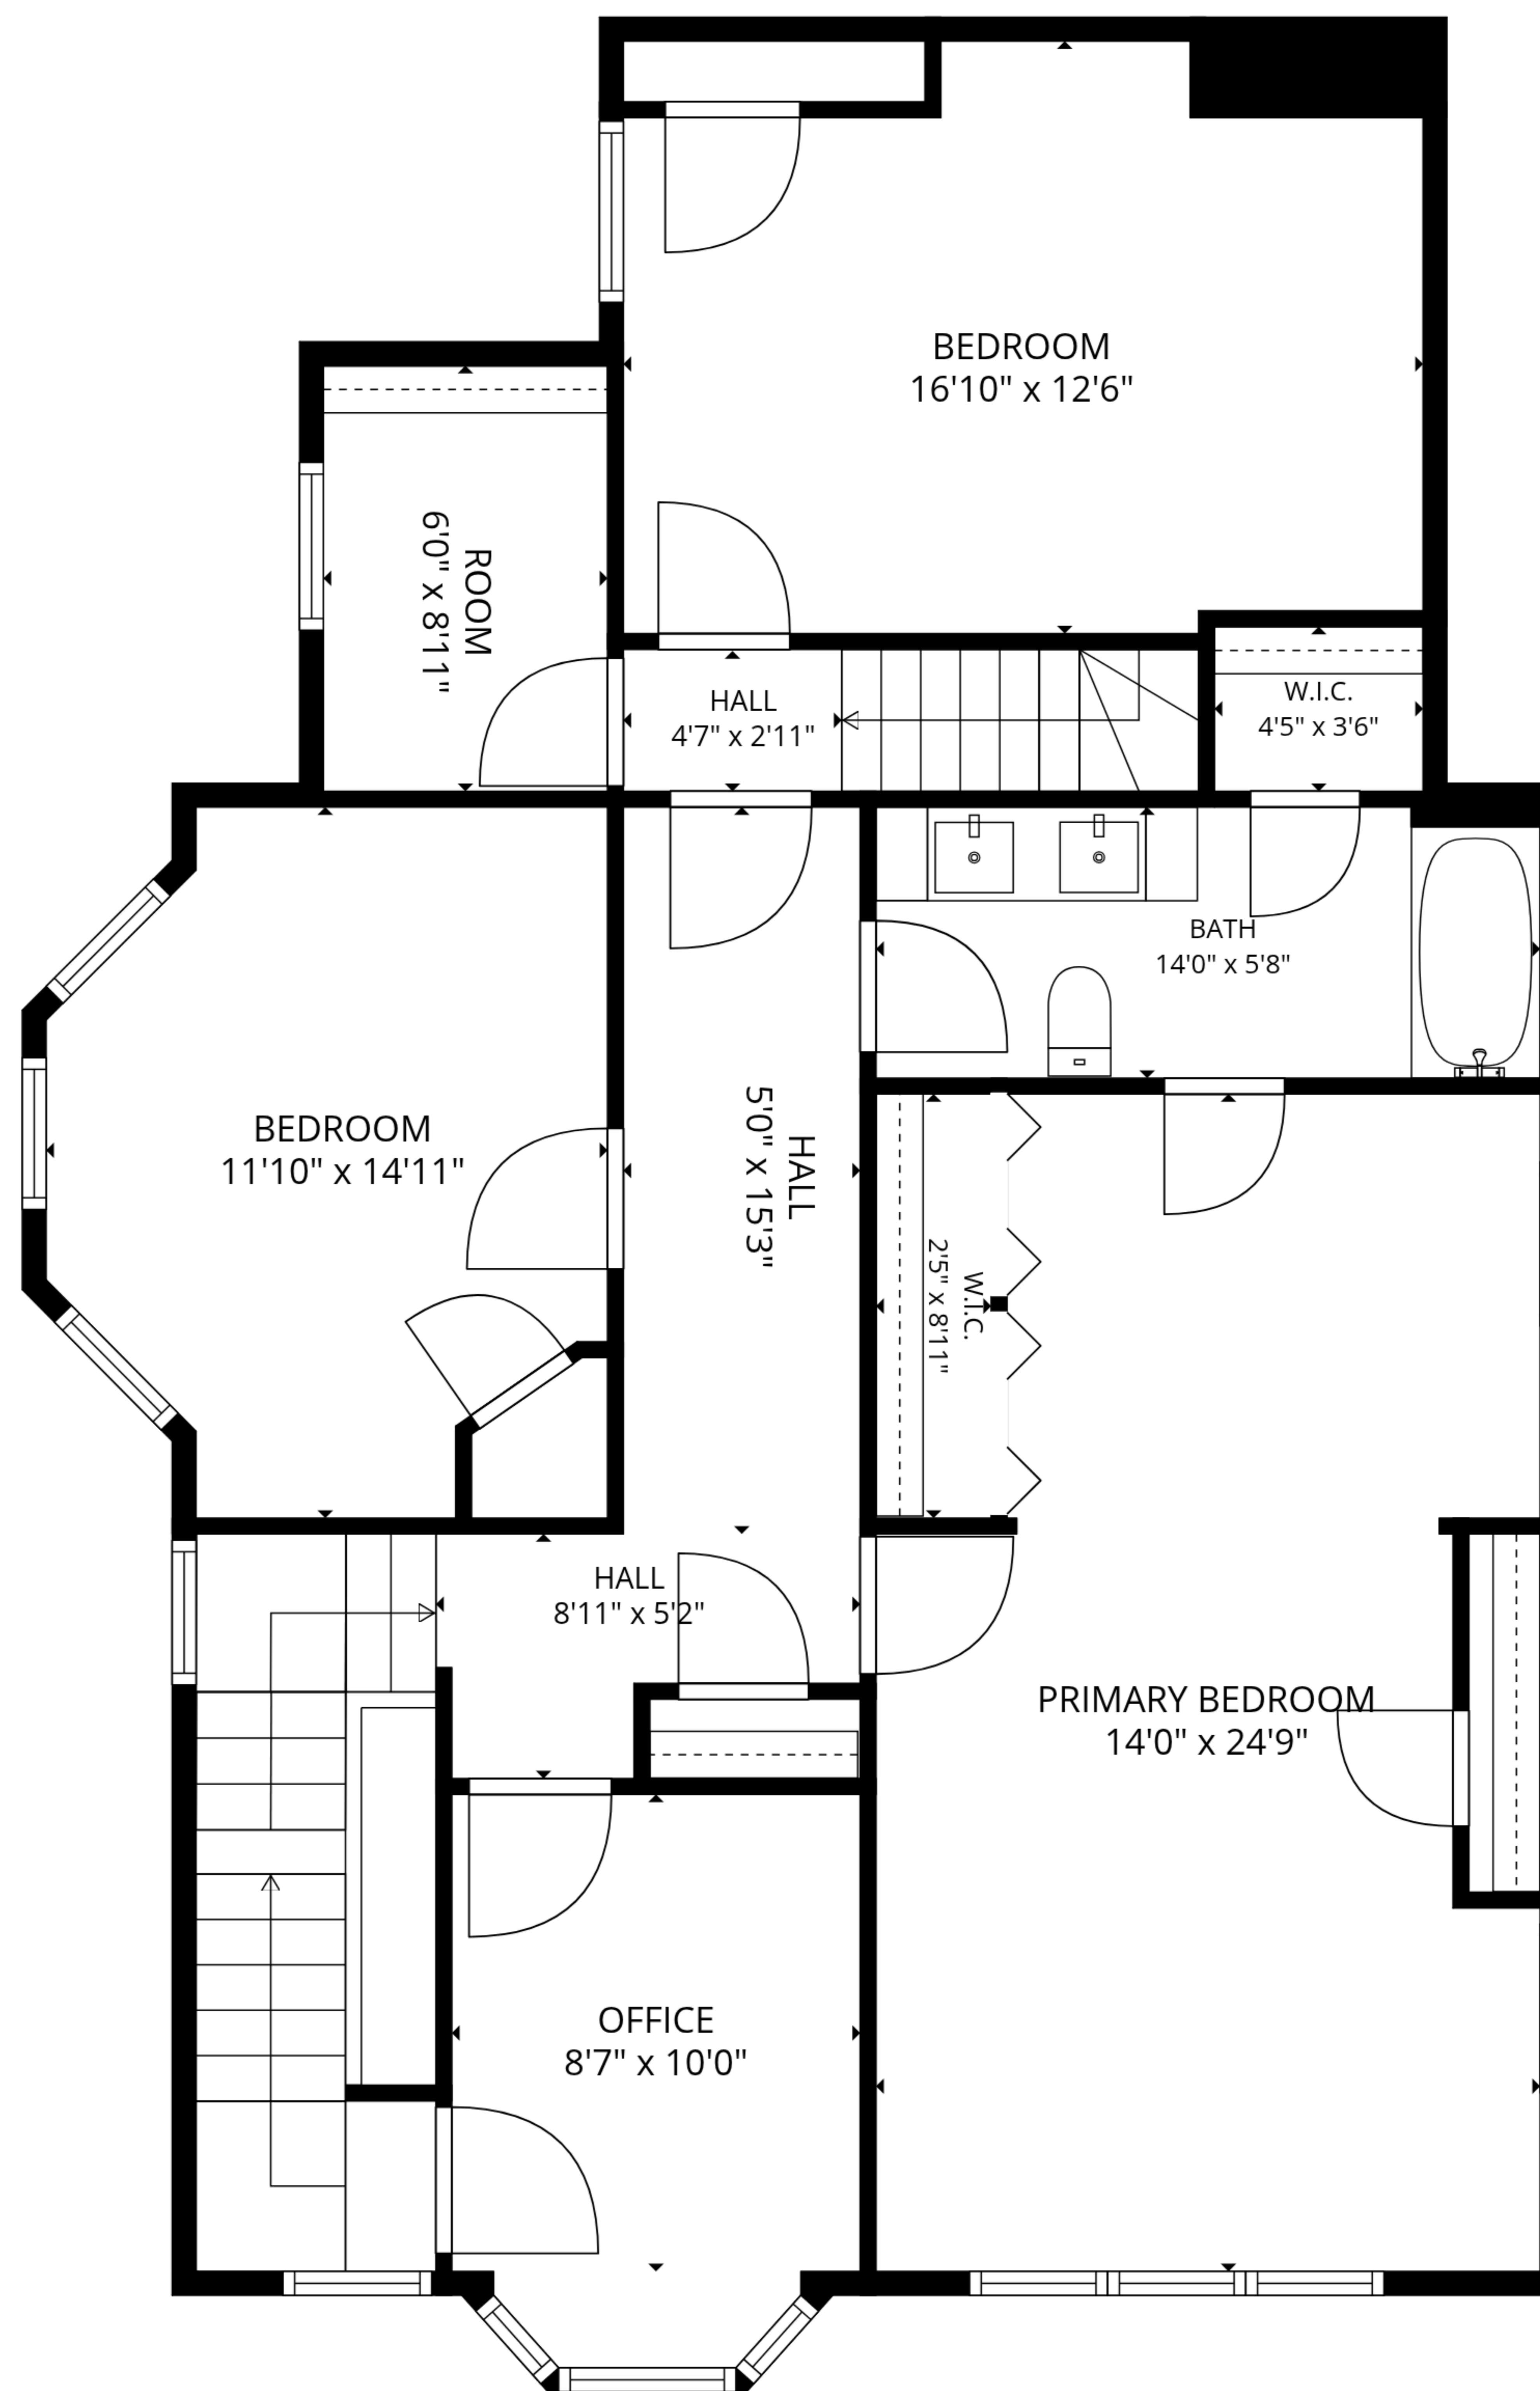 BEDROOM
16'10" x 12'6"
ROOM
6'0" x 8'11"
HALL
4'7" x 2'11"
W.I.C.
4'5" x 3'6"
BATH
14'0" x 5'8"
BEDROOM
11'10" x 14'11"
HALL
5'0" x 15'3"
W.I.C.
2'5" x 8'11"
HALL
8'11" x 5'2"
PRIMARY BEDROOM
14'0" x 24'9"
OFFICE
8'7" x 10'0"